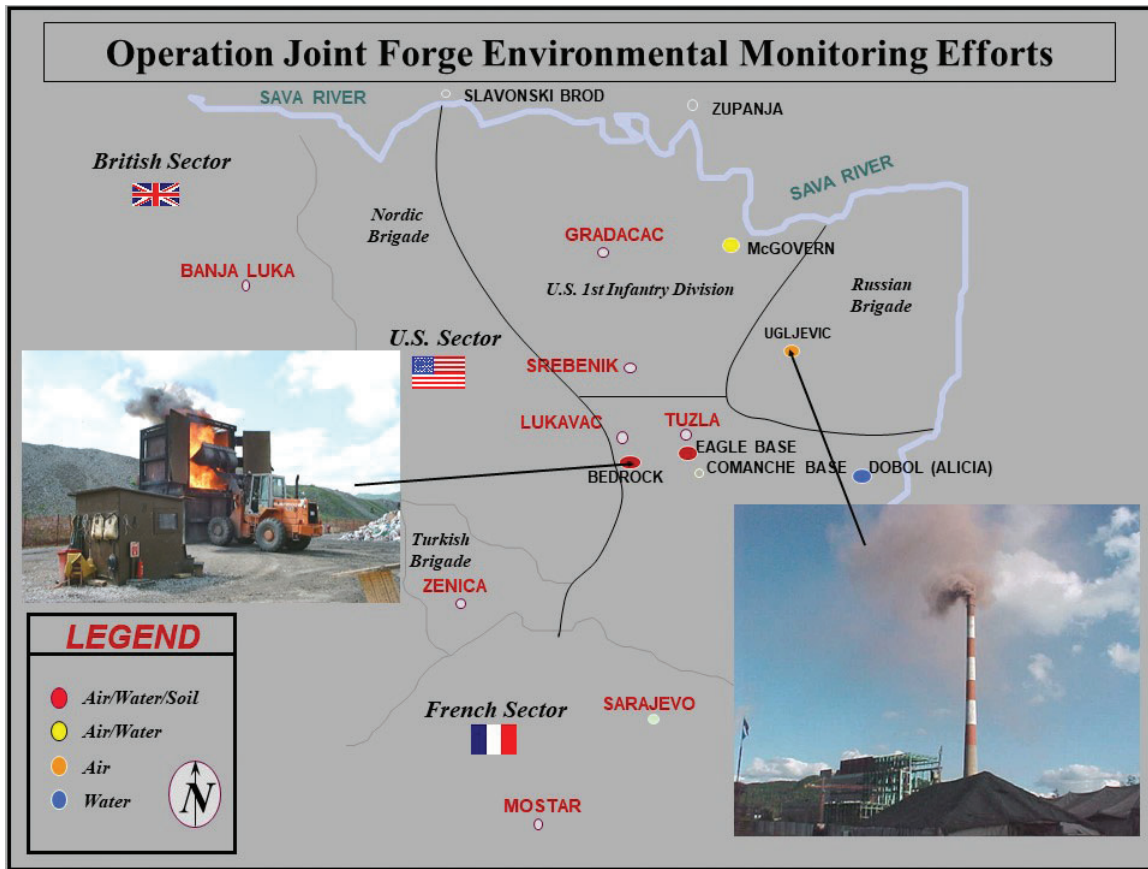 Operation Joint Forge Environmental Monitoring Efforts
SAVA RIVER
SLAVONSKI BROD
ZUPANJA
British Sector
SAVA RIVER
Nordic
Brigade
GRADACAC
McGOVERN
BANJA LUKA
U.S. 1st Infantry Division
Russian
Brigade
U.S. Sector
UGLJEVIC
SREBENIK
LUKAVAC
TUZLA
EAGLE BASE
BEDROCK
COMANCHE BASE
DOBOL (ALICIA)
Turkish
Brigade
ZENICA
LEGEND
Air/Water/Soil
Air/Water
Air
Water
N
French Sector
SARAJEVO
MOSTAR